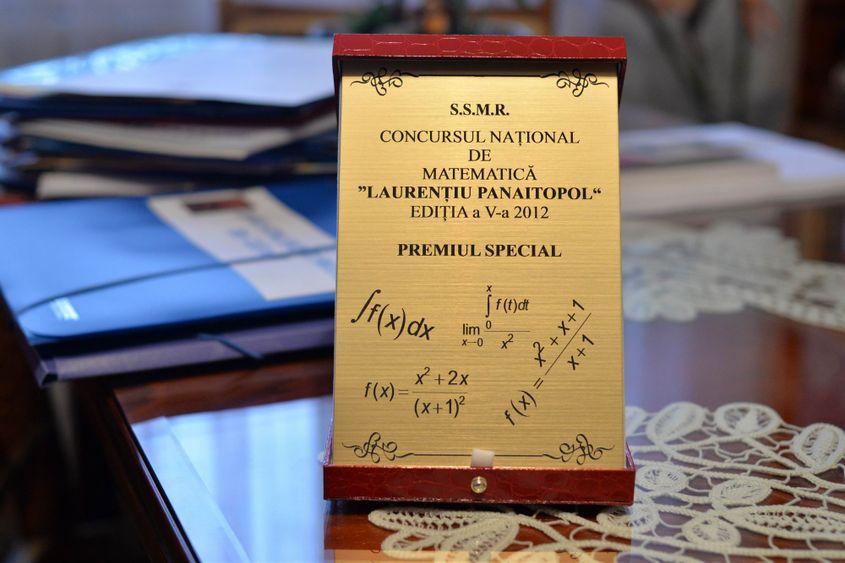 S.S.M.R.
CONCURSUL NAȚIONAL
DE
MATEMATICĂ
”LAURENȚIU PANAITOPOL“
EDIȚIA a V-a 2012
PREMIUL SPECIAL
∫f(x)dx
lim x→0 ∫0x f(t)dt / x²
f(x) = x²+x+1 / x+1
f(x) = x²+2x / (x+1)²